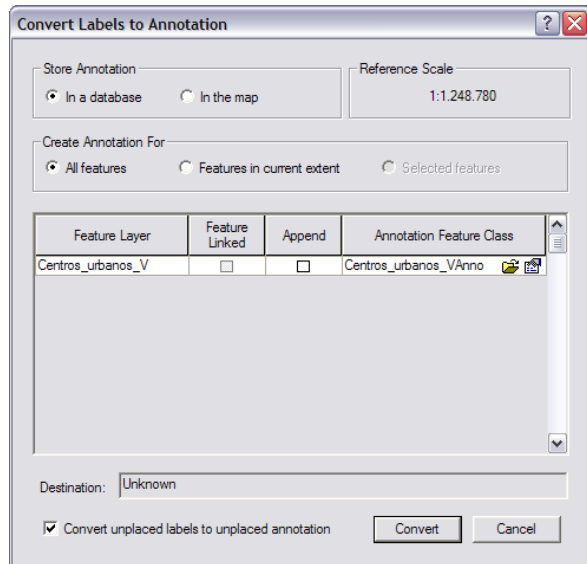 Convert Labels to Annotation
Store Annotation
In a database
In the map
Reference Scale
1:1.248.780
Create Annotation For
All features
Features in current extent
Selected features
Feature Layer
Feature
Linked
Append
Annotation Feature Class
Centros_urbanos_V
Centros_urbanos_VAnno
Destination:
Unknown
Convert unplaced labels to unplaced annotation
Convert
Cancel